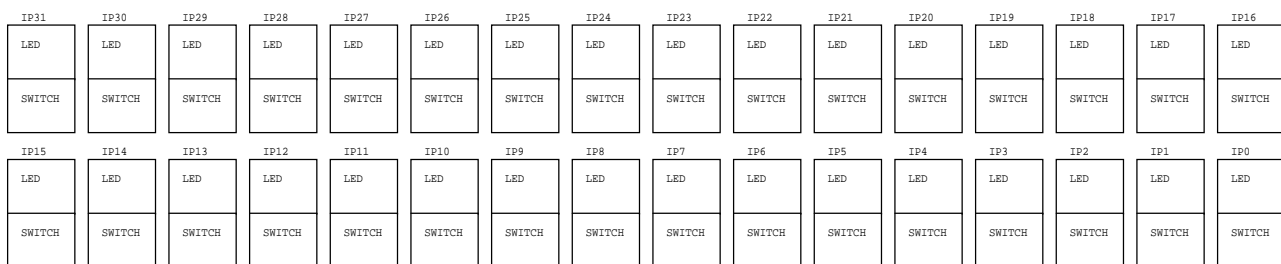 IP31 IP30 IP29 IP28 IP27 IP26 IP25 IP24 IP23 IP22 IP21 IP20 IP19 IP18 IP17 IP16
LED LED LED LED LED LED LED LED LED LED LED LED LED LED LED LED
SWITCH SWITCH SWITCH SWITCH SWITCH SWITCH SWITCH SWITCH SWITCH SWITCH SWITCH SWITCH SWITCH SWITCH SWITCH SWITCH
IP15 IP14 IP13 IP12 IP11 IP10 IP9 IP8 IP7 IP6 IP5 IP4 IP3 IP2 IP1 IP0
LED LED LED LED LED LED LED LED LED LED LED LED LED LED LED LED
SWITCH SWITCH SWITCH SWITCH SWITCH SWITCH SWITCH SWITCH SWITCH SWITCH SWITCH SWITCH SWITCH SWITCH SWITCH SWITCH